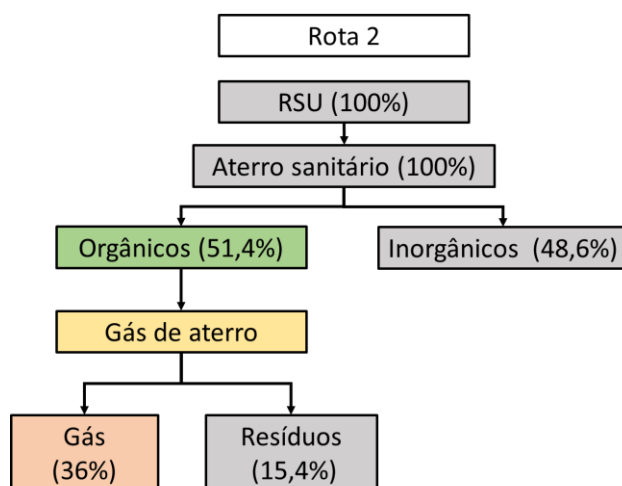 Rota 2
RSU (100%)
Aterro sanitário (100%)
Orgânicos (51,4%)
Inorgânicos (48,6%)
Gás de aterro
Gás
(36%)
Resíduos
(15,4%)